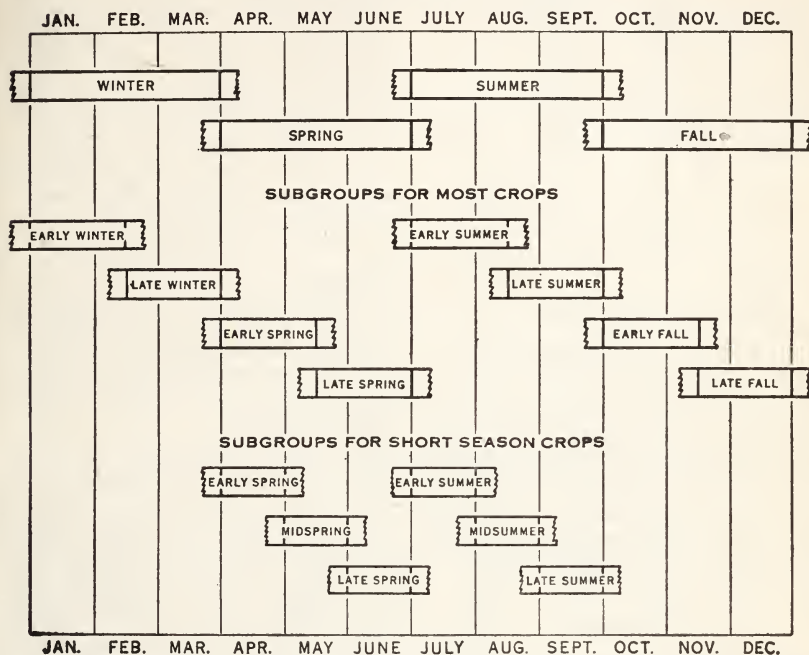 JAN. FEB. MAR: APR. MAY JUNE JULY AUG. SEPT. OCT. NOV. DEC.
WINTER SUMMER
SPRING FALL
SUBGROUPS FOR MOST CROPS
EARLY WINTER EARLY SUMMER
LATE WINTER LATE SUMMER
EARLY SPRING EARLY FALL
LATE SPRING LATE FALL
SUBGROUPS FOR SHORT SEASON CROPS
EARLY SPRING EARLY SUMMER
MIDSPRING MIDSUMMER
LATE SPRING LATE SUMMER
JAN. FEB. MAR. APR. MAY JUNE JULY AUG. SEPT. OCT. NOV. DEC.